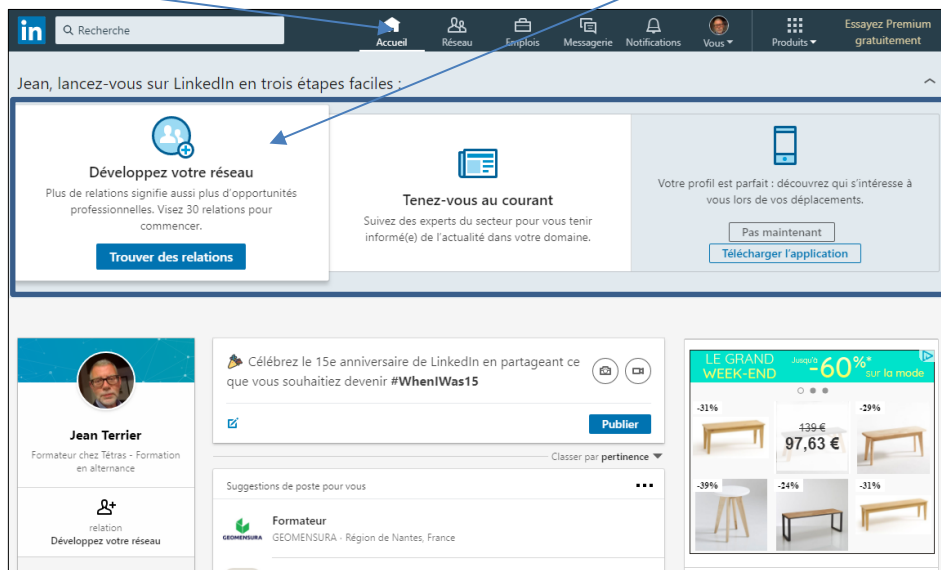 in
Recherche
Accueil
Réseau
Emplois
Messagerie
Notifications
Vous
Produits
Essayez Premium
gratuitement
Jean, lancez-vous sur LinkedIn en trois étapes faciles :
Développez votre réseau
Plus de relations signifie aussi plus d'opportunités
professionnelles. Visez 30 relations pour
commencer.
Trouver des relations
Tenez-vous au courant
Suivez des experts du secteur pour vous tenir
informé(e) de l'actualité dans votre domaine.
Votre profil est parfait : découvrez qui s'intéresse à
vous lors de vos déplacements.
Pas maintenant
Télécharger l'application
Jean Terrier
Formateur chez Tétras - Formation
en alternance
relation
Développez votre réseau
Célébrez le 15e anniversaire de LinkedIn en partageant ce
que vous souhaitiez devenir #WhenIWas15
Publier
Classer par pertinence
Suggestions de poste pour vous
Formateur
GEOMENSURA
GEOMENSURA - Région de Nantes, France
LE GRAND
WEEK-END
Jusqu'à
-60%*
sur la mode
-31%
139 €
97,63 €
-29%
-39%
-24%
-31%